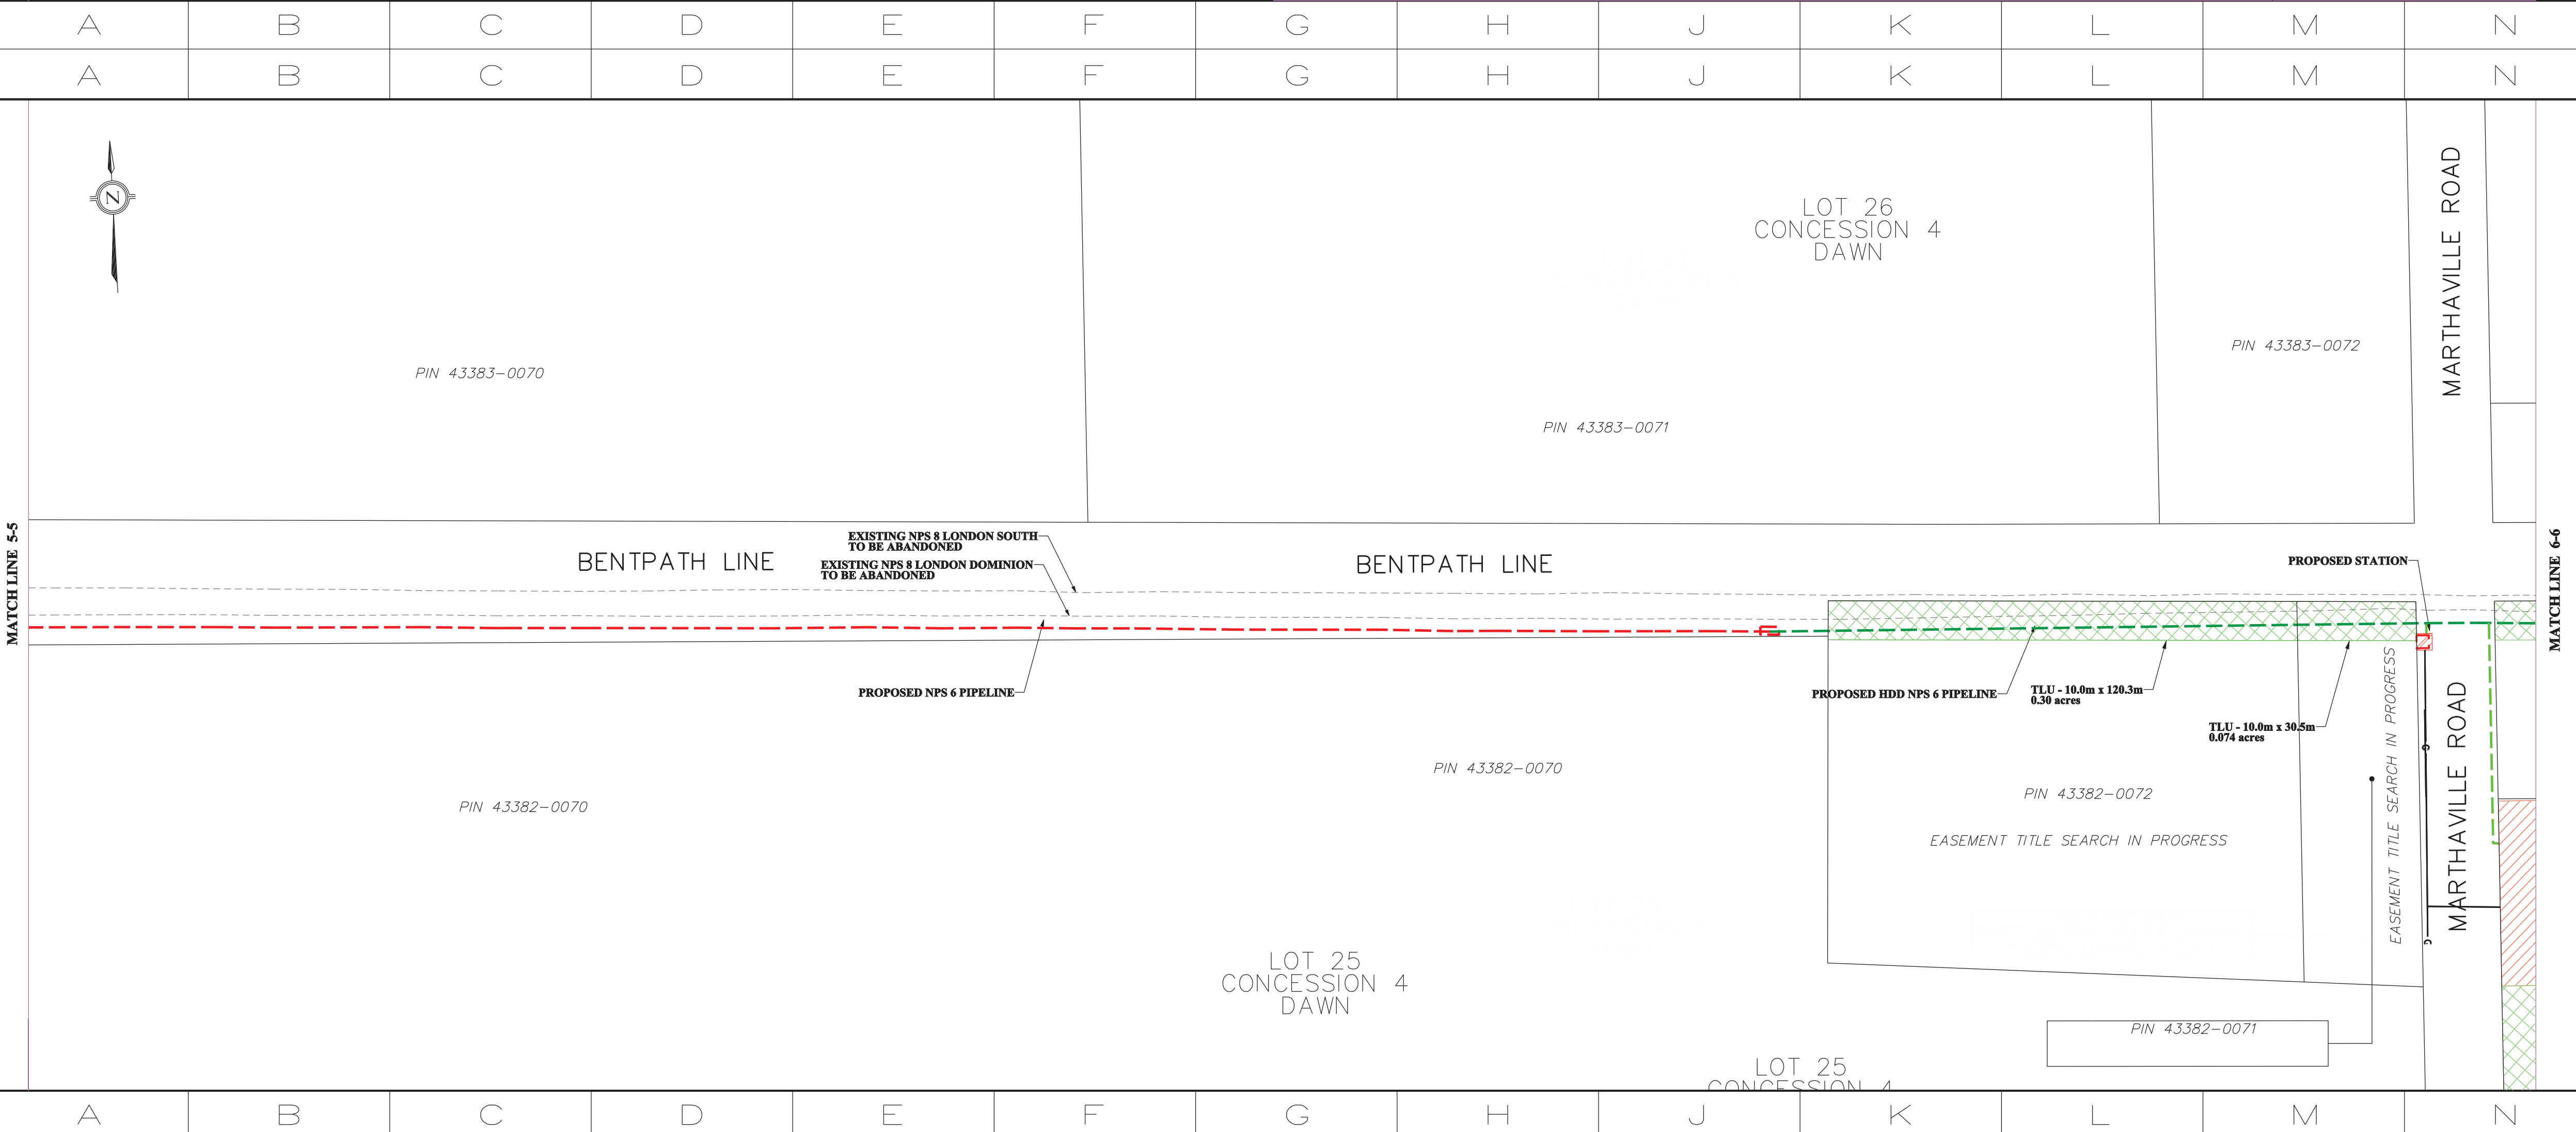 A B C D E F G H J K L M N
A B C D E F G H J K L M N
N
MARTHAVILLE ROAD
LOT 26
CONCESSION 4
DAWN
PIN 43383-0070
PIN 43383-0071
PIN 43383-0072
MATCH LINE 5-5
BENTPATH LINE
EXISTING NPS 8 LONDON SOUTH
TO BE ABANDONED
EXISTING NPS 8 LONDON DOMINION
TO BE ABANDONED
BENTPATH LINE
PROPOSED STATION
MATCH LINE 6-6
PROPOSED NPS 6 PIPELINE
PROPOSED HDD NPS 6 PIPELINE
TLU - 10.0m x 120.3m
0.30 acres
TLU - 10.0m x 30.5m
0.074 acres
EASEMENT TITLE SEARCH IN PROGRESS
G
MARTHAVILLE ROAD
G
PIN 43382-0070
PIN 43382-0070
PIN 43382-0072
EASEMENT TITLE SEARCH IN PROGRESS
LOT 25
CONCESSION 4
DAWN
PIN 43382-0071
LOT 25
CONCESSION 4
A B C D E F G H J K L M N